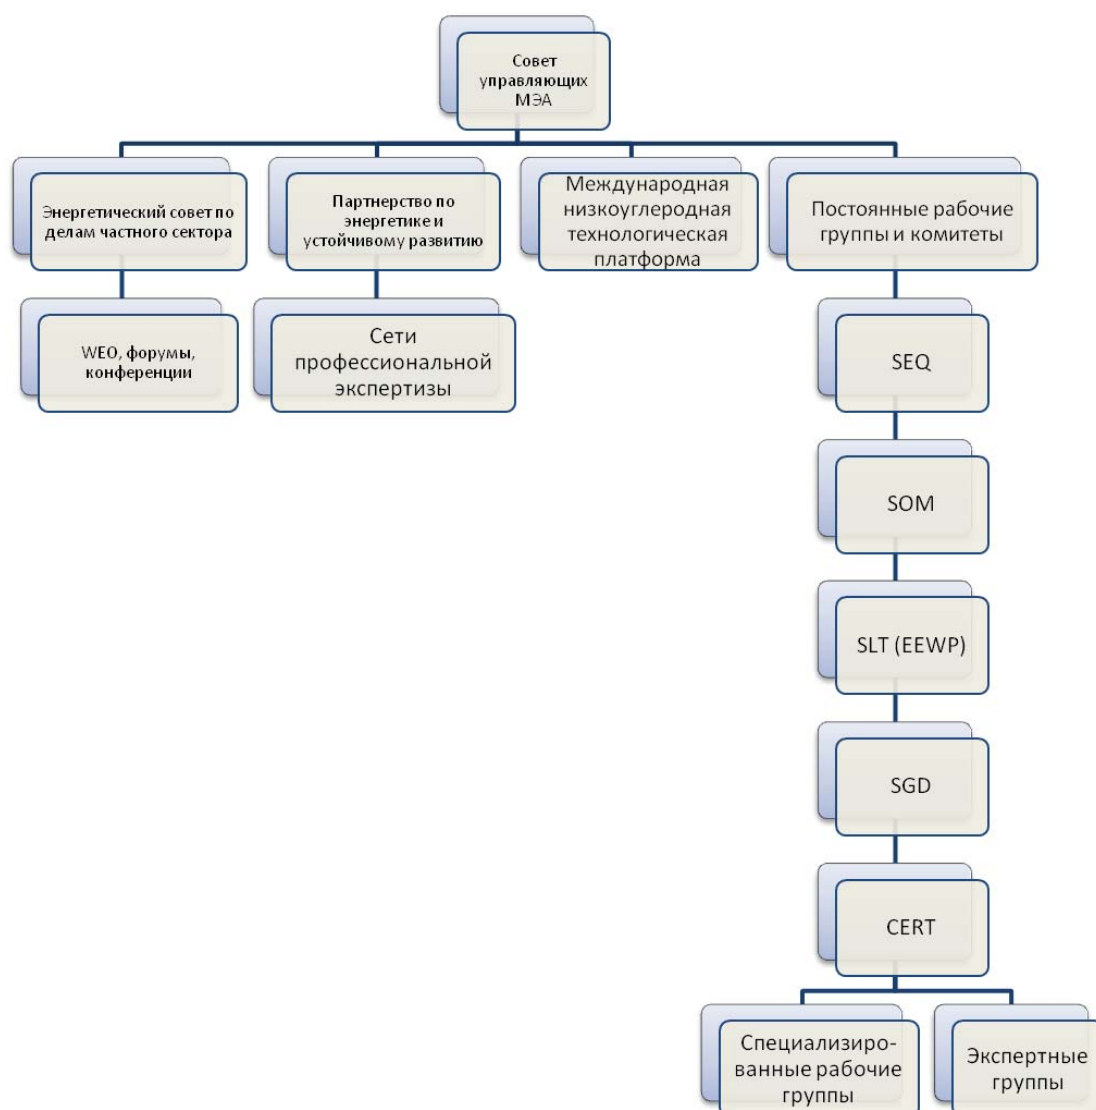 Совет
управляющих
МЭА
Энергетический совет по
делам частного сектора
Партнерство по
энергетике и
устойчивому развитию
Международная
низкоуглеродная
технологическая
платформа
Постоянные рабочие
группы и комитеты
WEO, форумы,
конференции
Сети
профессиональной
экспертизы
SEQ
SOM
SLT (EEWP)
SGD
CERT
Специализиро-
ванные рабочие
группы
Экспертные
группы